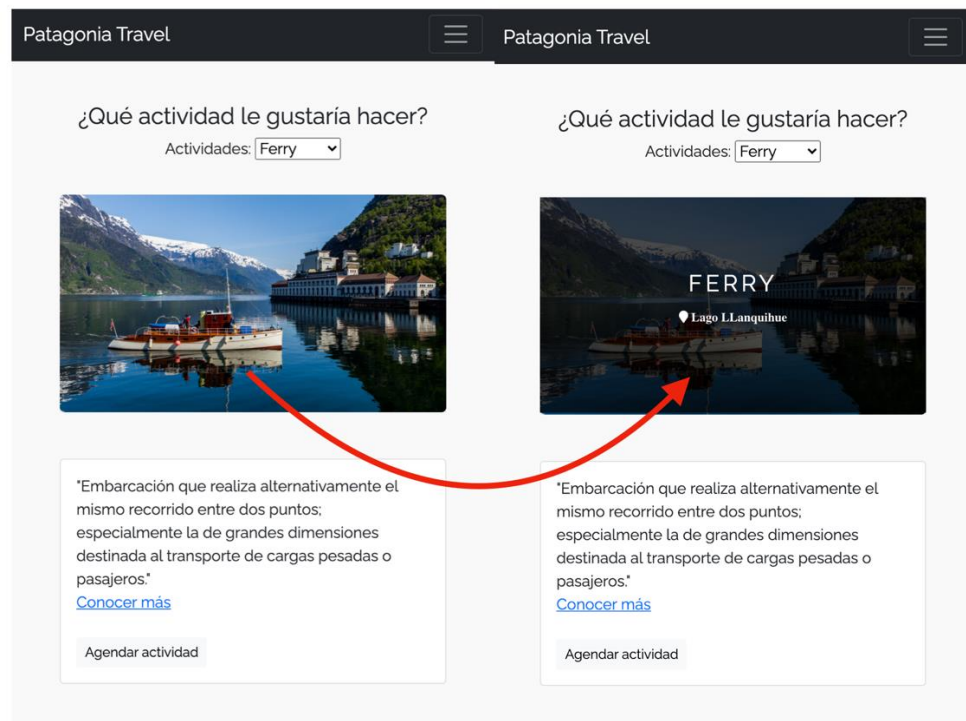 Patagonia Travel
¿Qué actividad le gustaría hacer?
Actividades: Ferry
"Embarcación que realiza alternativamente el
mismo recorrido entre dos puntos;
especialmente la de grandes dimensiones
destinada al transporte de cargas pesadas o
pasajeros."
Conocer más
Agendar actividad
Patagonia Travel
¿Qué actividad le gustaría hacer?
Actividades: Ferry
FERRY
Lago LLanquihue
"Embarcación que realiza alternativamente el
mismo recorrido entre dos puntos;
especialmente la de grandes dimensiones
destinada al transporte de cargas pesadas o
pasajeros."
Conocer más
Agendar actividad